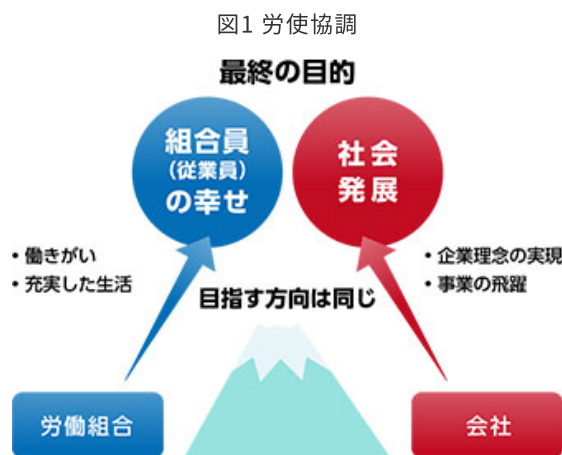 図1 労使協調
最終の目的
組合員
(従業員)
の幸せ
社会
発展
• 働きがい
• 充実した生活
• 企業理念の実現
• 事業の飛躍
目指す方向は同じ
労働組合
会社